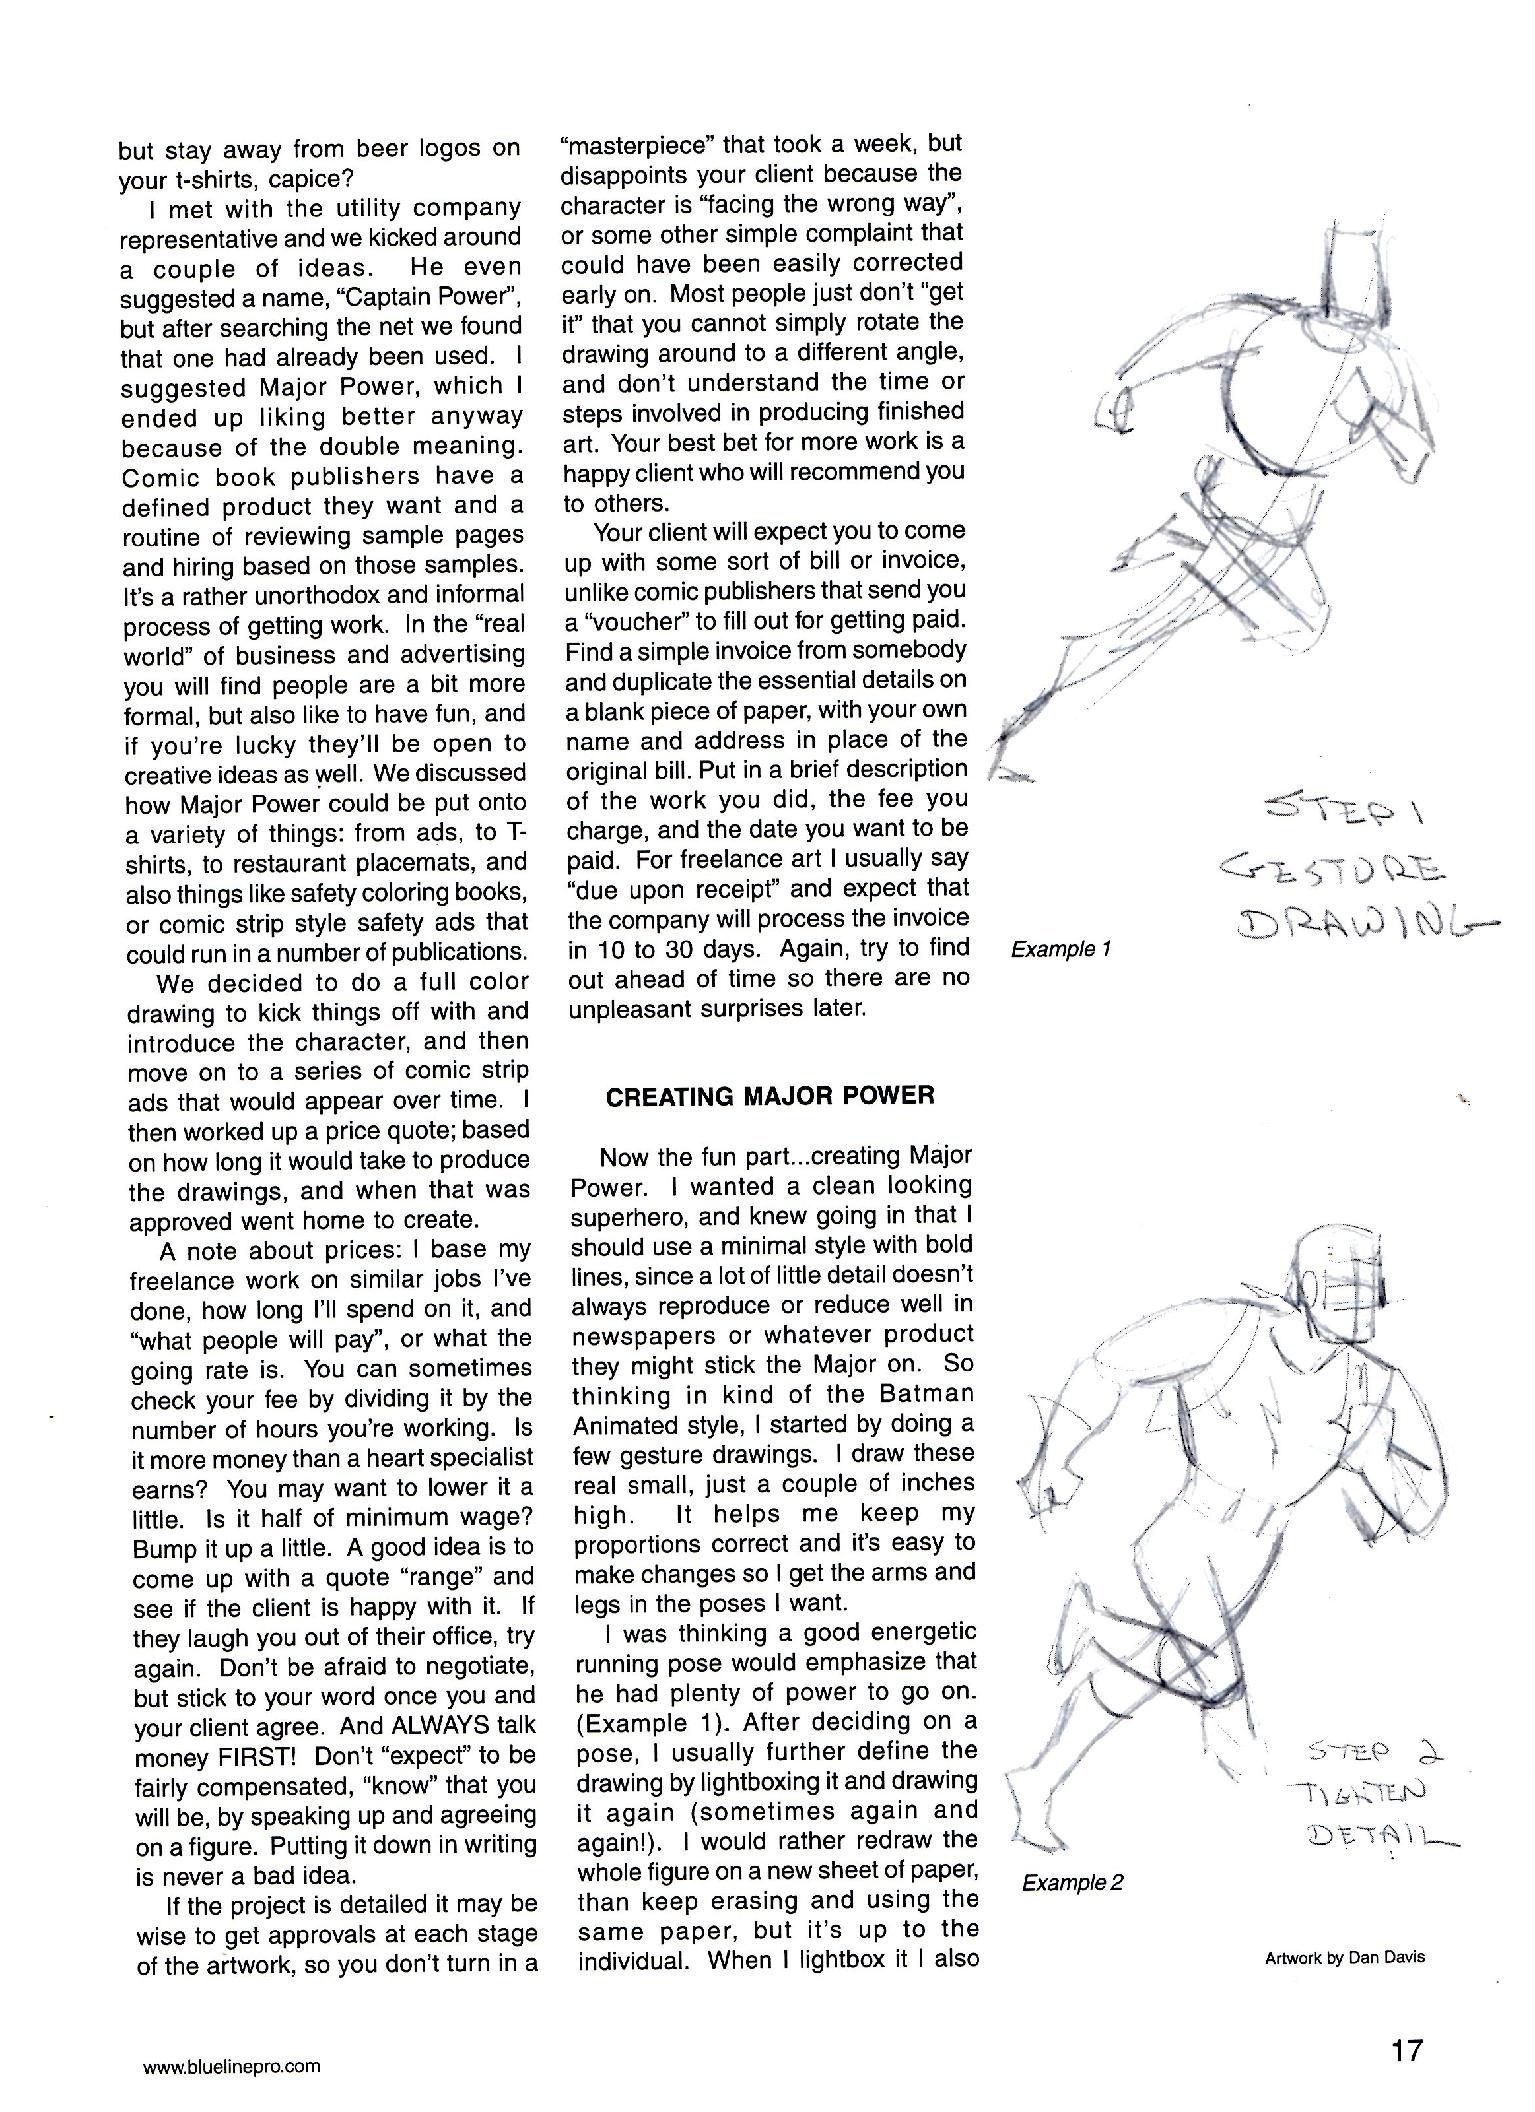 but stay away from beer logos on
your t-shirts, capice?
I met with the utility company
representative and we kicked around
a couple of ideas. He even
suggested a name, “Captain Power”,
but after searching the net we found
that one had already been used. I
suggested Major Power, which I
ended up liking better anyway
because of the double meaning.
Comic book publishers have a
defined product they want and a
routine of reviewing sample pages
and hiring based on those samples.
It’s a rather unorthodox and informal
process of getting work. In the “real
world” of business and advertising
you will find people are a bit more
formal, but also like to have fun, and
if you’re lucky they’ll be open to
creative ideas as well. We discussed
how Major Power could be put onto
a variety of things: from ads, to T-
shirts, to restaurant placemats, and
also things like safety coloring books,
or comic strip style safety ads that
could run in a number of publications.
We decided to do a full color
drawing to kick things off with and
introduce the character, and then
move on to a series of comic strip
ads that would appear over time. I
then worked up a price quote; based
on how long it would take to produce
the drawings, and when that was
approved went home to create.
A note about prices: I base my
freelance work on similar jobs I’ve
done, how long I’ll spend on it, and
“what people will pay”, or what the
going rate is. You can sometimes
check your fee by dividing it by the
number of hours you’re working. Is
it more money than a heart specialist
earns? You may want to lower it a
little. Is it half of minimum wage?
Bump it up a little. A good idea is to
come up with a quote “range” and
see if the client is happy with it. If
they laugh you out of their office, try
again. Don’t be afraid to negotiate,
but stick to your word once you and
your client agree. And ALWAYS talk
money FIRST! Don’t “expect” to be
fairly compensated, “know” that you
will be, by speaking up and agreeing
on a figure. Putting it down in writing
is never a bad idea.
If the project is detailed it may be
wise to get approvals at each stage
of the artwork, so you don’t turn in a
“masterpiece” that took a week, but
disappoints your client because the
character is “facing the wrong way”,
or some other simple complaint that
could have been easily corrected
early on. Most people just don’t "get
it” that you cannot simply rotate the
drawing around to a different angle,
and don’t understand the time or
steps involved in producing finished
art. Your best bet for more work is a
happy client who will recommend you
to others.
Your client will expect you to come
up with some sort of bill or invoice,
unlike comic publishers that send you
a “voucher” to fill out for getting paid.
Find a simple invoice from somebody
and duplicate the essential details on
a blank piece of paper, with your own
name and address in place of the
original bill. Put in a brief description
of the work you did, the fee you
charge, and the date you want to be
paid. For freelance art I usually say
“due upon receipt” and expect that
the company will process the invoice
in 10 to 30 days. Again, try to find
out ahead of time so there are no
unpleasant surprises later.
CREATING MAJOR POWER
Now the fun part...creating Major
Power. I wanted a clean looking
superhero, and knew going in that I
should use a minimal style with bold
lines, since a lot of little detail doesn’t
always reproduce or reduce well in
newspapers or whatever product
they might stick the Major on. So
thinking in kind of the Batman
Animated style, I started by doing a
few gesture drawings. I draw these
real small, just a couple of inches
high. It helps me keep my
proportions correct and it’s easy to
make changes so I get the arms and
legs in the poses I want.
I was thinking a good energetic
running pose would emphasize that
he had plenty of power to go on.
(Example 1). After deciding on a
pose, I usually further define the
drawing by lightboxing it and drawing
it again (sometimes again and
again!). I would rather redraw the
whole figure on a new sheet of paper,
than keep erasing and using the
same paper, but it’s up to the
individual. When I lightbox it I also
STEP 1
GESTURE
DRAWING
Example 1
STEP 2
TIGHTEN
DETAIL
Example 2
Artwork by Dan Davis
www.bluelinepro.com
17